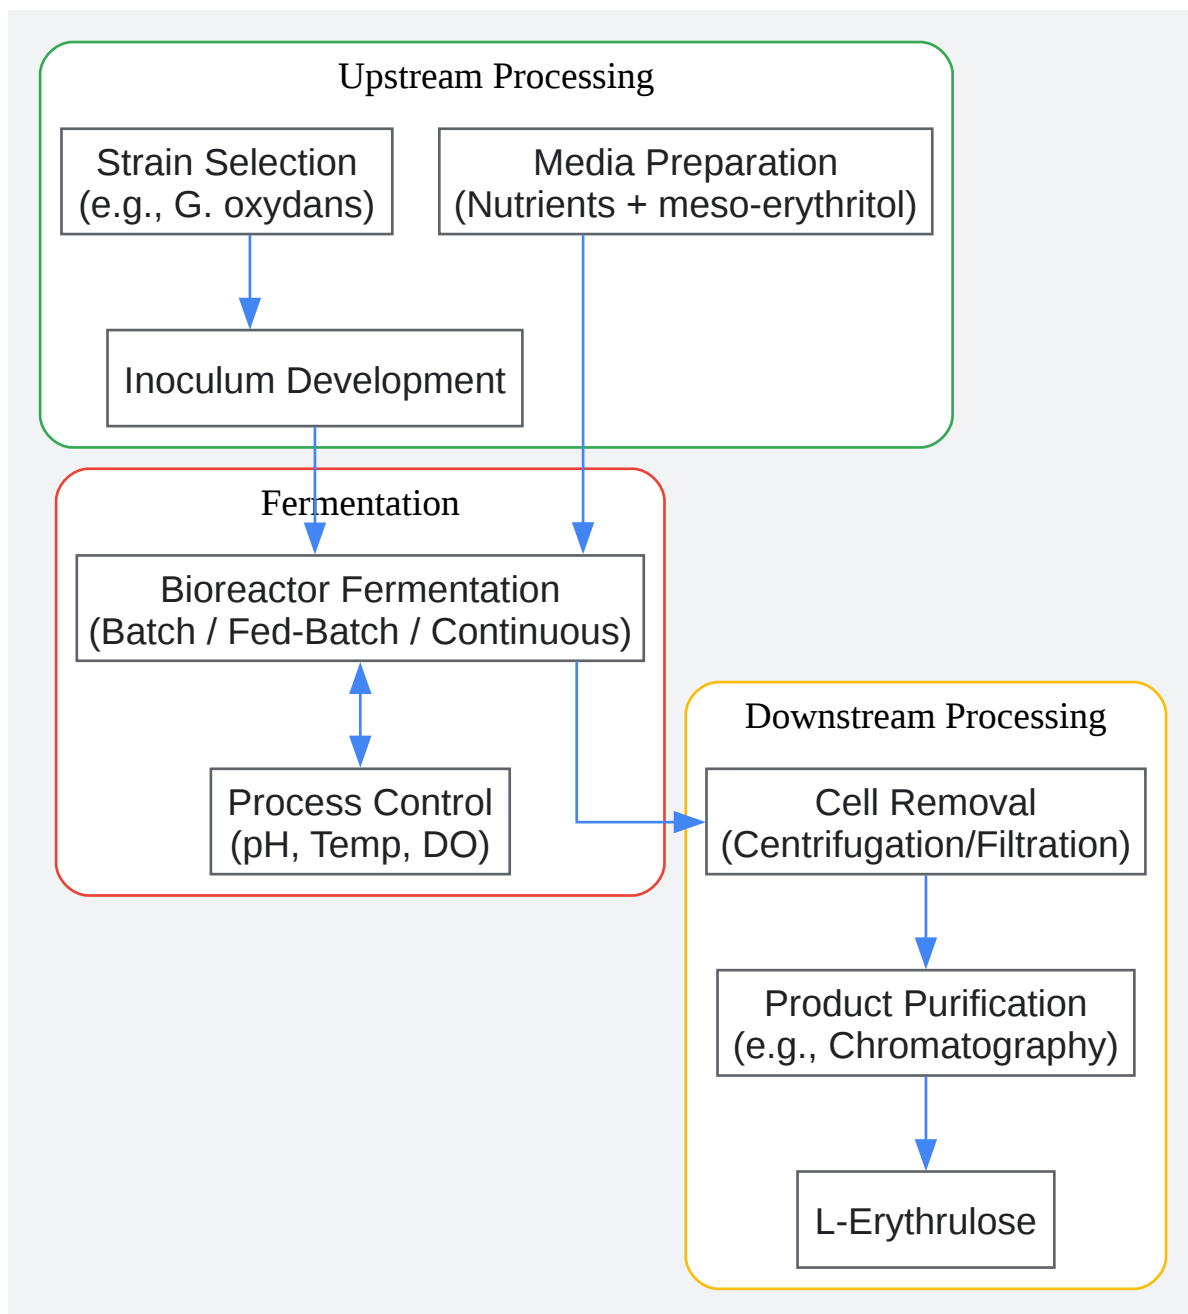 Upstream Processing
Strain Selection
(e.g., G. oxydans)
Media Preparation
(Nutrients + meso-erythritol)
Inoculum Development
Fermentation
Bioreactor Fermentation
(Batch / Fed-Batch / Continuous)
Process Control
(pH, Temp, DO)
Downstream Processing
Cell Removal
(Centrifugation/Filtration)
Product Purification
(e.g., Chromatography)
L-Erythrulose